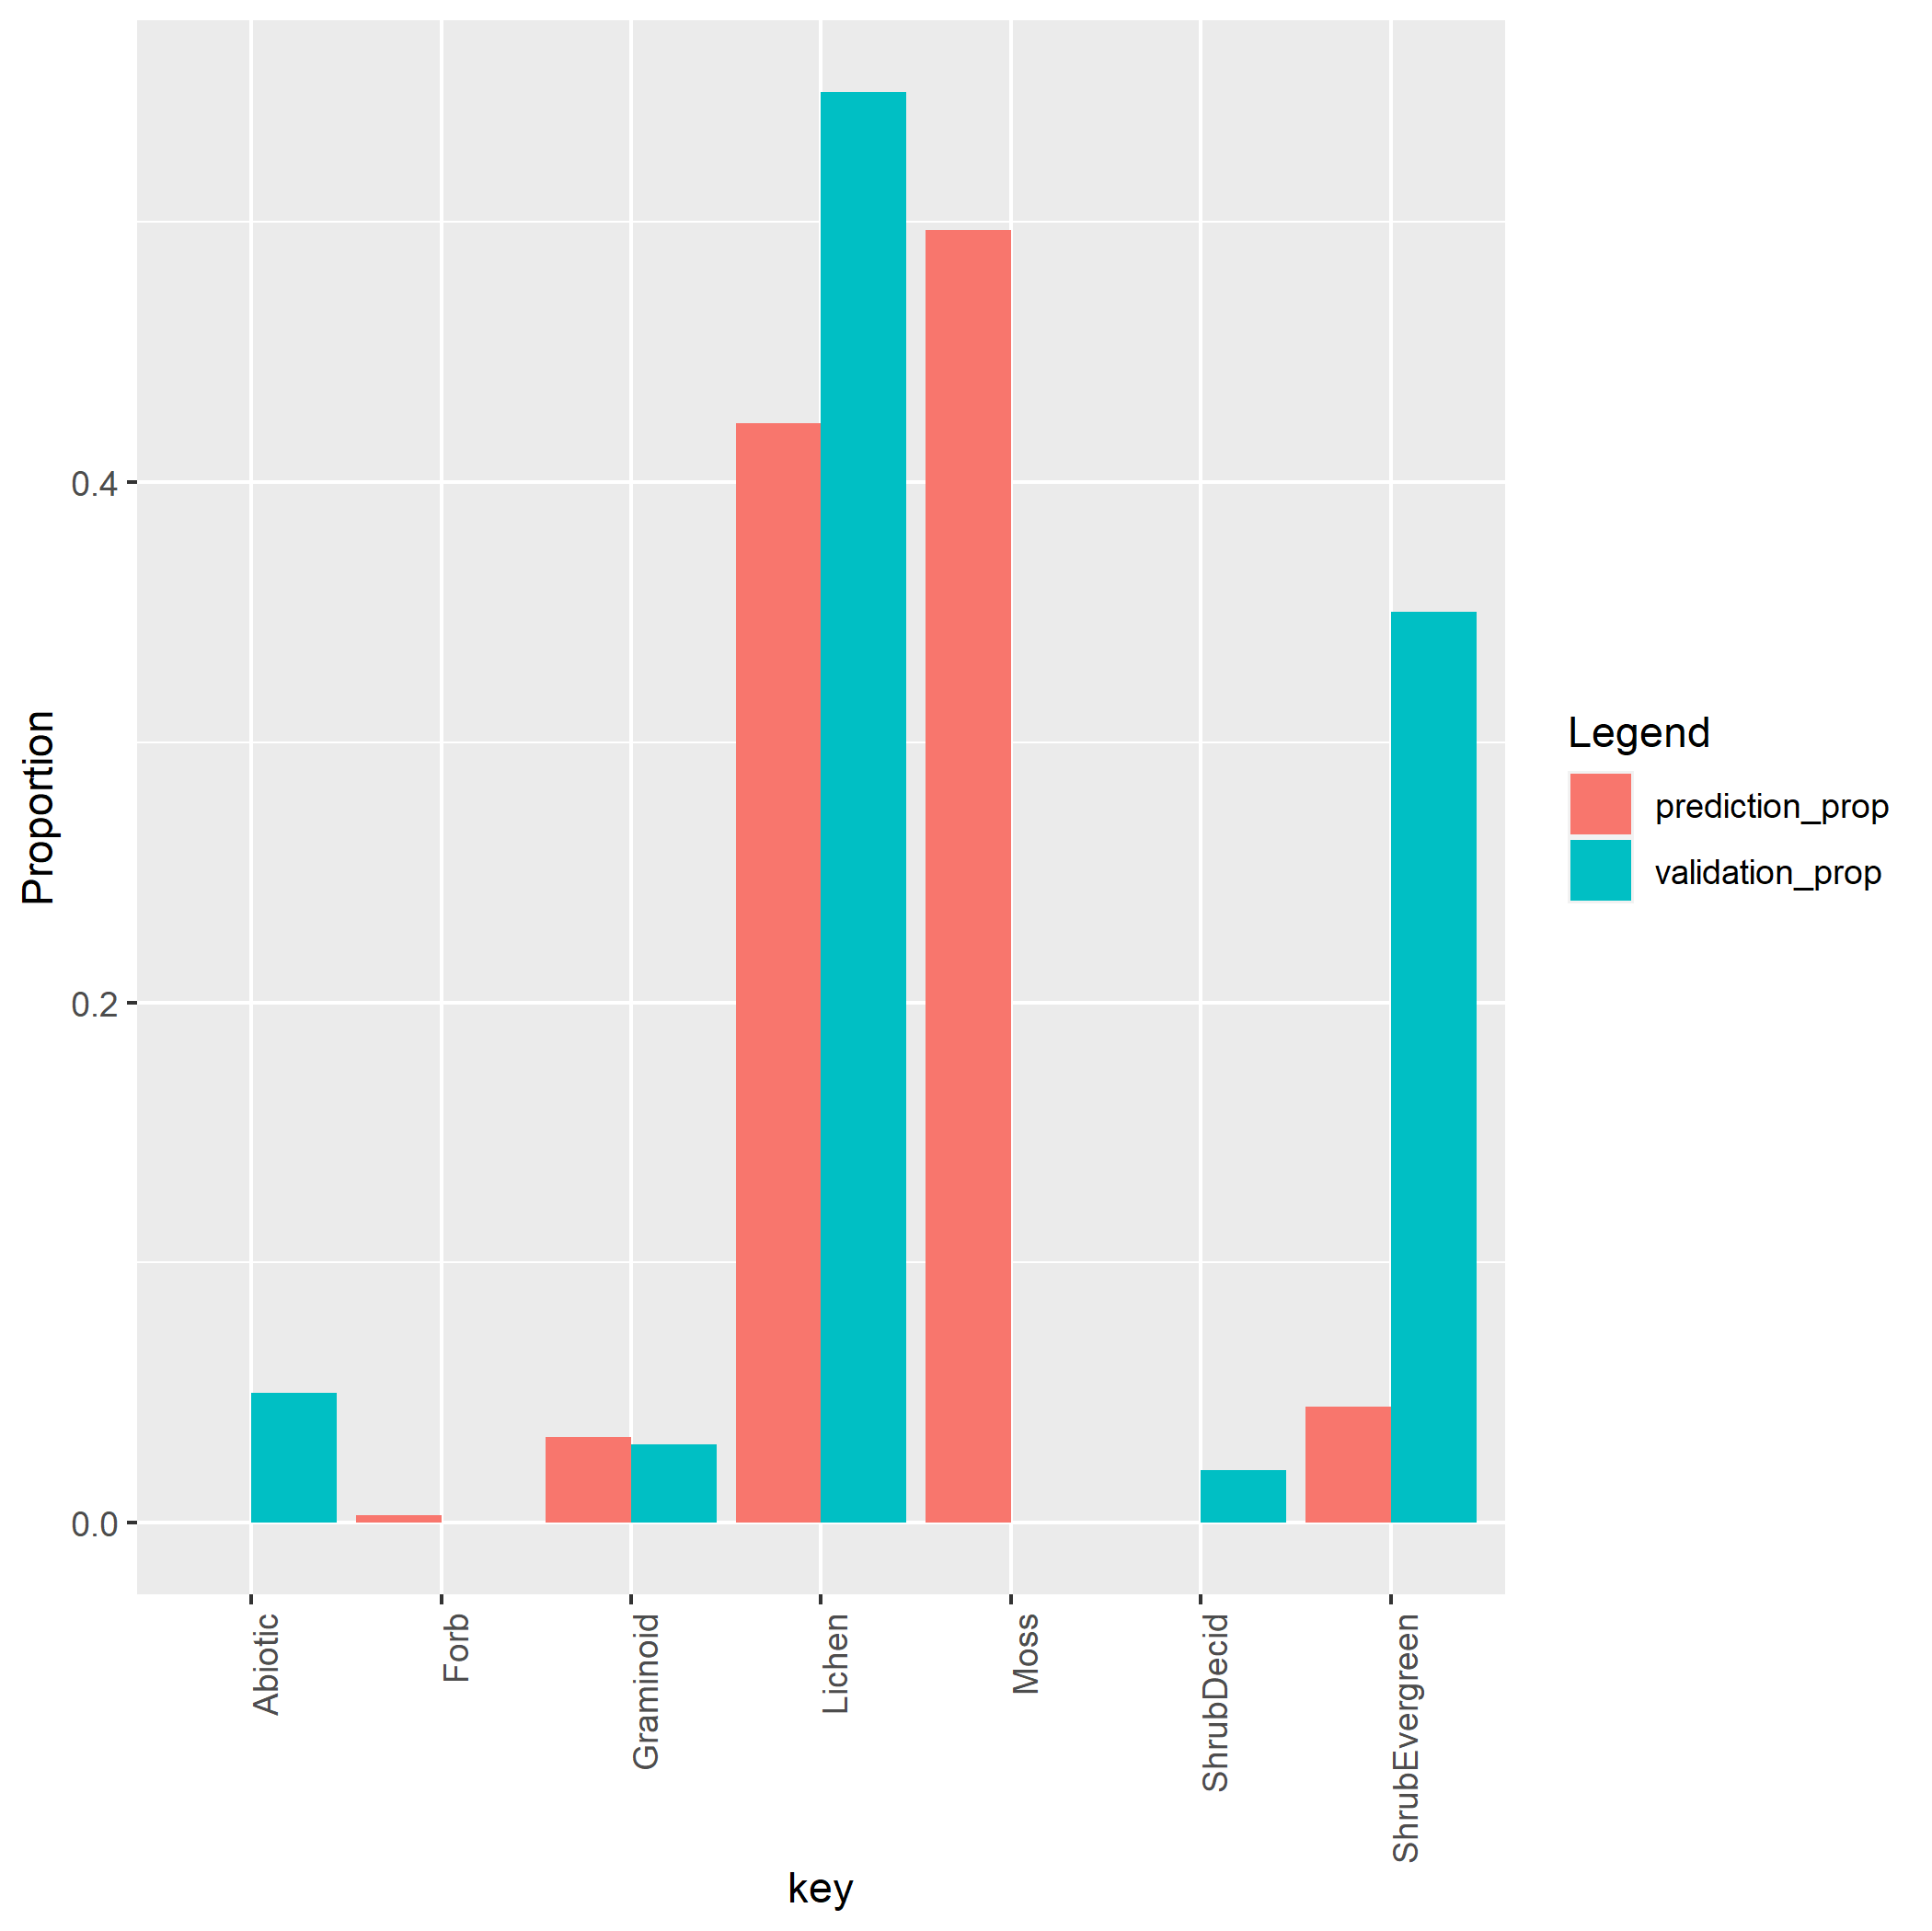 Proportion
0.4
0.2
0.0
Abiotic
Forb
Graminoid
Lichen
Moss
ShrubDecid
ShrubEvergreen
key
Legend
prediction_prop
validation_prop